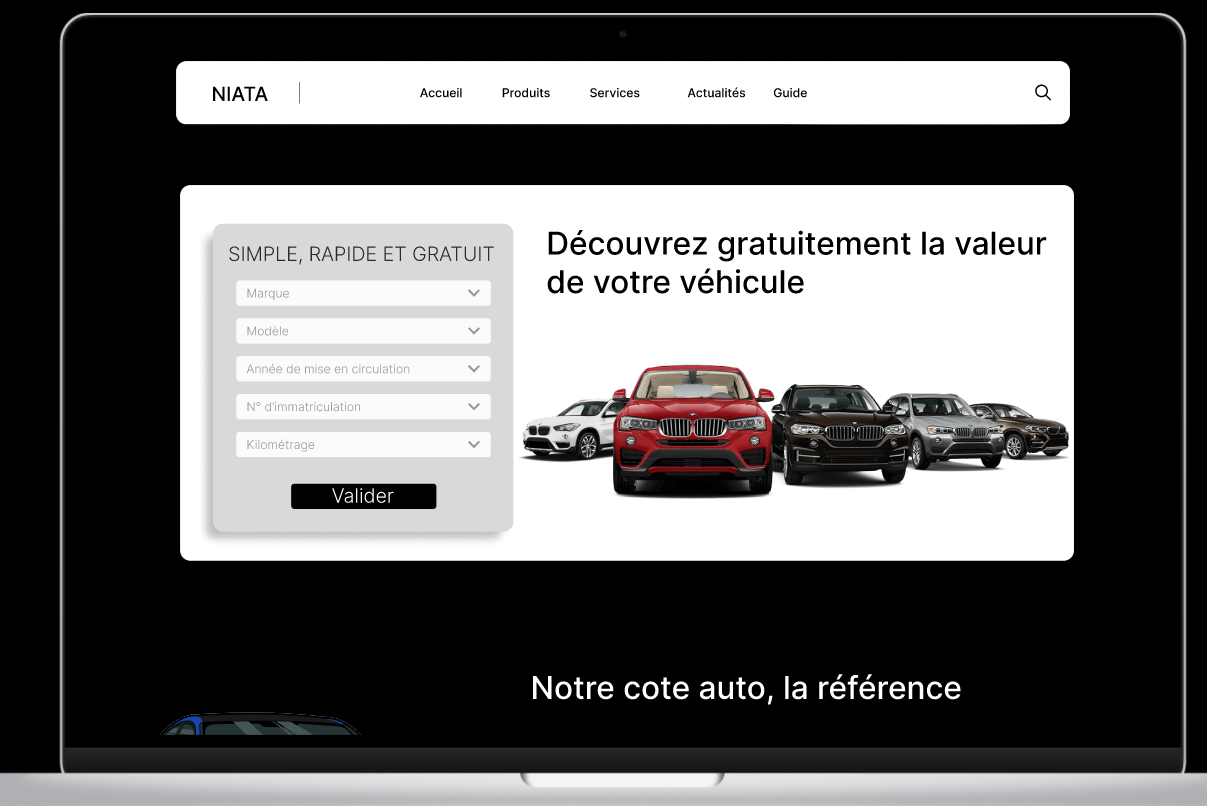 NIATA
Accueil
Produits
Services
Actualités
Guide
SIMPLE, RAPIDE ET GRATUIT
Marque
Modèle
Année de mise en circulation
N° d'immatriculation
Kilométrage
Valider
Découvrez gratuitement la valeur
de votre véhicule
Notre cote auto, la référence